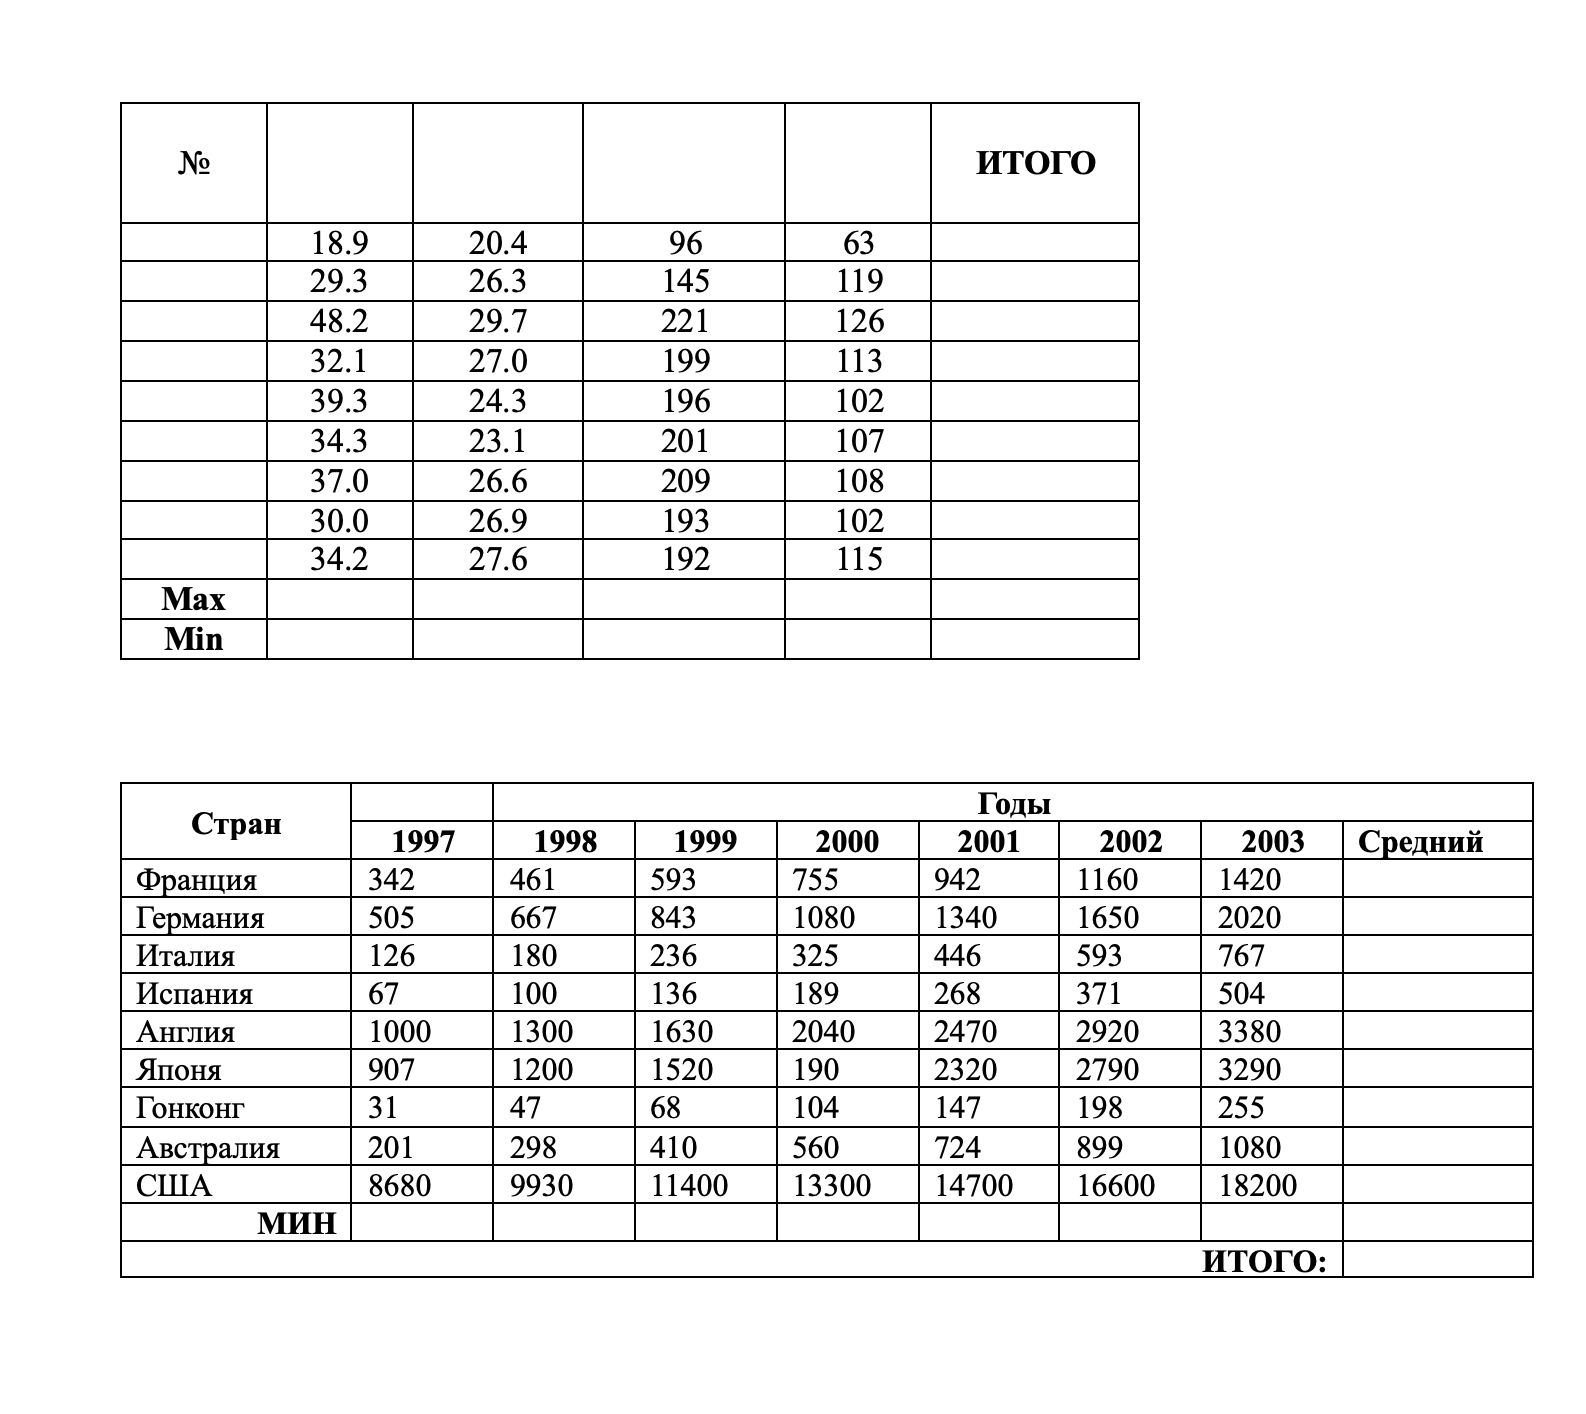 № ИТОГО
18.9 20.4 96 63
29.3 26.3 145 119
48.2 29.7 221 126
32.1 27.0 199 113
39.3 24.3 196 102
34.3 23.1 201 107
37.0 26.6 209 108
30.0 26.9 193 102
34.2 27.6 192 115
Max
Min
Стран Годы
1997 1998 1999 2000 2001 2002 2003 Средний
Франция 342 461 593 755 942 1160 1420
Германия 505 667 843 1080 1340 1650 2020
Италия 126 180 236 325 446 593 767
Испания 67 100 136 189 268 371 504
Англия 1000 1300 1630 2040 2470 2920 3380
Японя 907 1200 1520 190 2320 2790 3290
Гонконг 31 47 68 104 147 198 255
Австралия 201 298 410 560 724 899 1080
США 8680 9930 11400 13300 14700 16600 18200
МИН
ИТОГО: